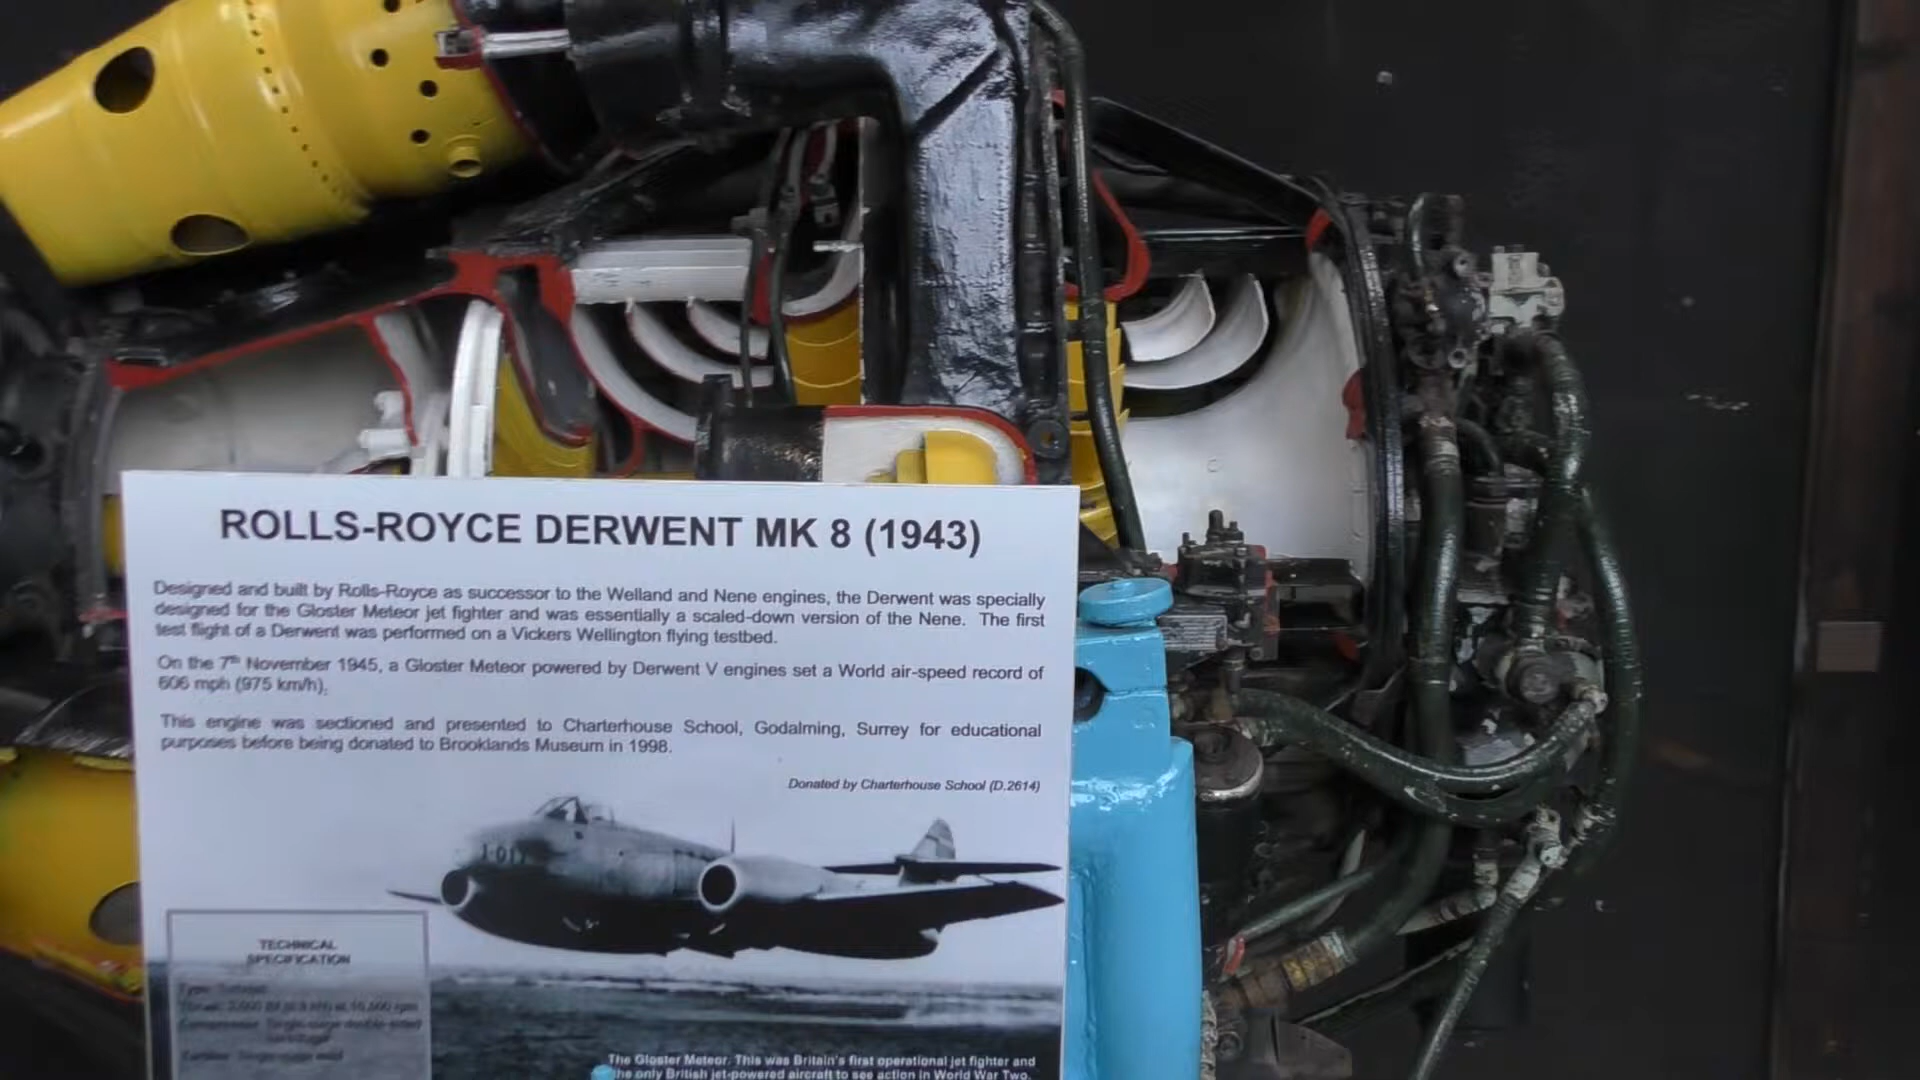 ROLLS-ROYCE DERWENT MK 8 (1943)
Designed and built by Rolls-Royce as successor to the Welland and Nene engines, the Derwent was specially
designed for the Gloster Meteor jet fighter and was essentially a scaled-down version of the Nene. The first
test flight of a Derwent was performed on a Vickers Wellington flying testbed.
On the 7th November 1945, a Gloster Meteor powered by Derwent V engines set a World air-speed record of
606 mph (975 km/h).
This engine was sectioned and presented to Charterhouse School, Godalming, Surrey for educational
purposes before being donated to Brooklands Museum in 1998.
Donated by Charterhouse School (D.2614)
TECHNICAL
SPECIFICATION
The Gloster Meteor. This was Britain's first operational jet fighter and
the only British jet-powered aircraft to see action in World War Two.